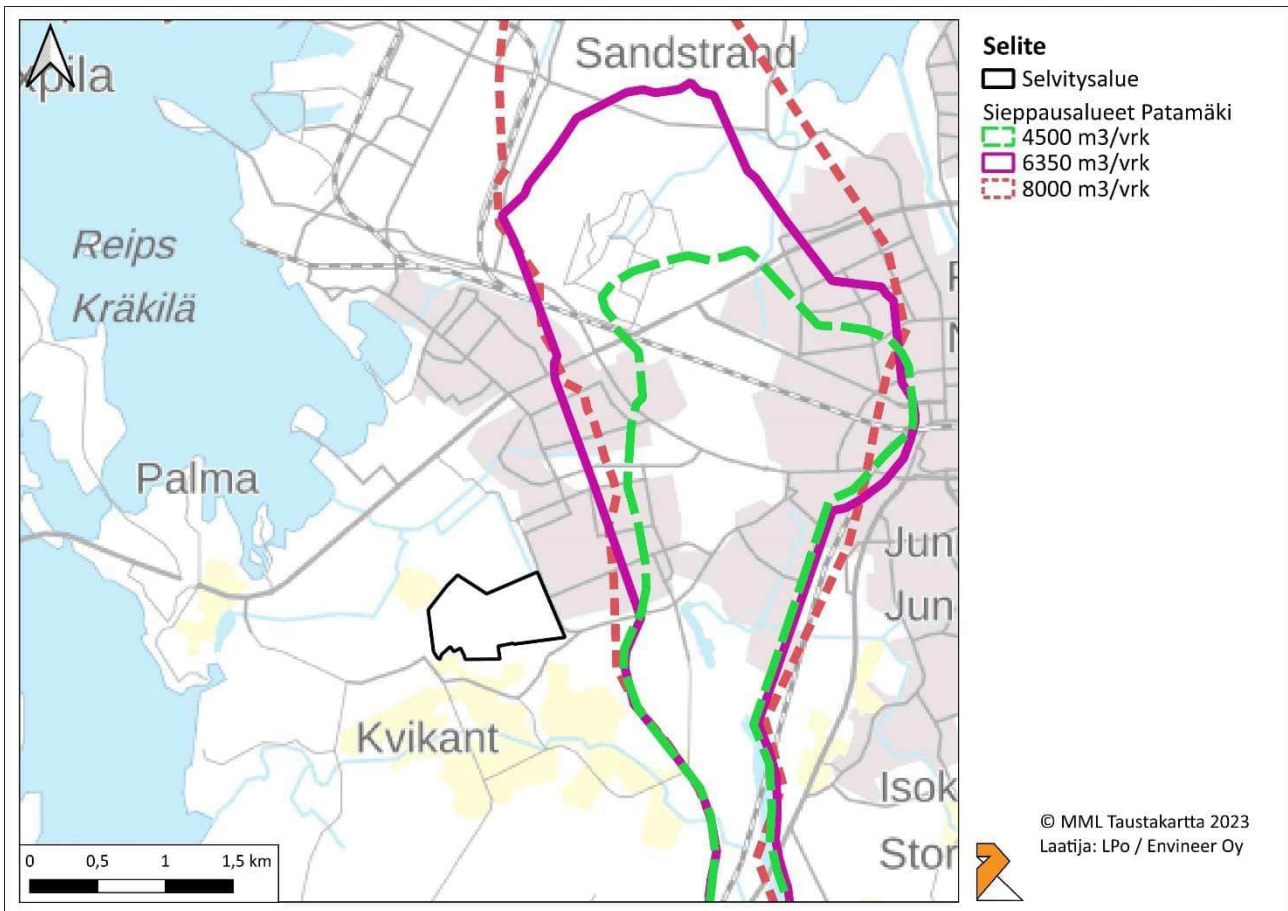 Sandstrand
xpila
Reips
Kräkilä
Palma
Kvikant
Jun
Jun
Isok
Stor
0 0,5 1 1,5 km
Selite
Selvitysalue
Sieppausalueet Patamäki
4500 m3/vrk
6350 m3/vrk
8000 m3/vrk
© MML Taustakartta 2023
Laatija: LPo / Envineer Oy